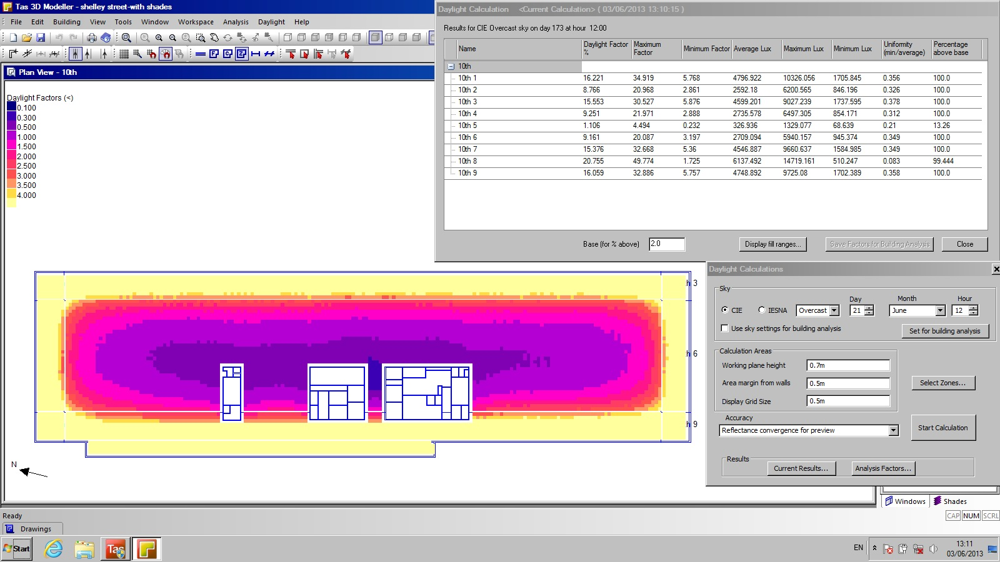 Tas 3D Modeller - shelley street-with shades
File Edit Building View Tools Window Workspace Analysis Daylight Help
Plan View - 10th
Daylight Factors (<)
0.100
0.300
0.500
1.000
1.500
2.000
2.500
3.000
3.500
4.000
h 3
h 6
h 9
N
Daylight Calculation <Current Calculation> ( 03/06/2013 13:10:15 )
Results for CIE Overcast sky on day 173 at hour 12:00
Name Daylight Factor % Maximum Factor Minimum Factor Average Lux Maximum Lux Minimum Lux Uniformity (min/average) Percentage above base
10th
10th 1 16.221 34.919 5.768 4796.922 10326.056 1705.845 0.356 100.0
10th 2 8.766 20.968 2.861 2592.18 6200.565 846.196 0.326 100.0
10th 3 15.553 30.527 5.876 4599.201 9027.239 1737.595 0.378 100.0
10th 4 9.251 21.971 2.888 2735.578 6497.305 854.171 0.312 100.0
10th 5 1.106 4.494 0.232 326.936 1329.077 68.639 0.21 13.26
10th 6 9.161 20.087 3.197 2709.094 5940.157 945.374 0.349 100.0
10th 7 15.376 32.668 5.36 4546.887 9660.637 1584.985 0.349 100.0
10th 8 20.755 49.774 1.725 6137.492 14719.161 510.247 0.083 99.444
10th 9 16.059 32.886 5.757 4748.892 9725.08 1702.389 0.358 100.0
Base (for % above) 2.0 Display fill ranges... Save Factors for Building Analysis Close
Daylight Calculations
Sky
Day Month Hour
CIE IESNA Overcast 21 June 12
Use sky settings for building analysis Set for building analysis
Calculation Areas
Working plane height 0.7m
Area margin from walls 0.5m
Display Grid Size 0.5m
Select Zones...
Accuracy
Reflectance convergence for preview
Start Calculation
Results
Current Results... Analysis Factors...
Windows Shades
Ready
CAP NUM SCRL
Drawings
Start Tas EN 13:11
03/06/2013